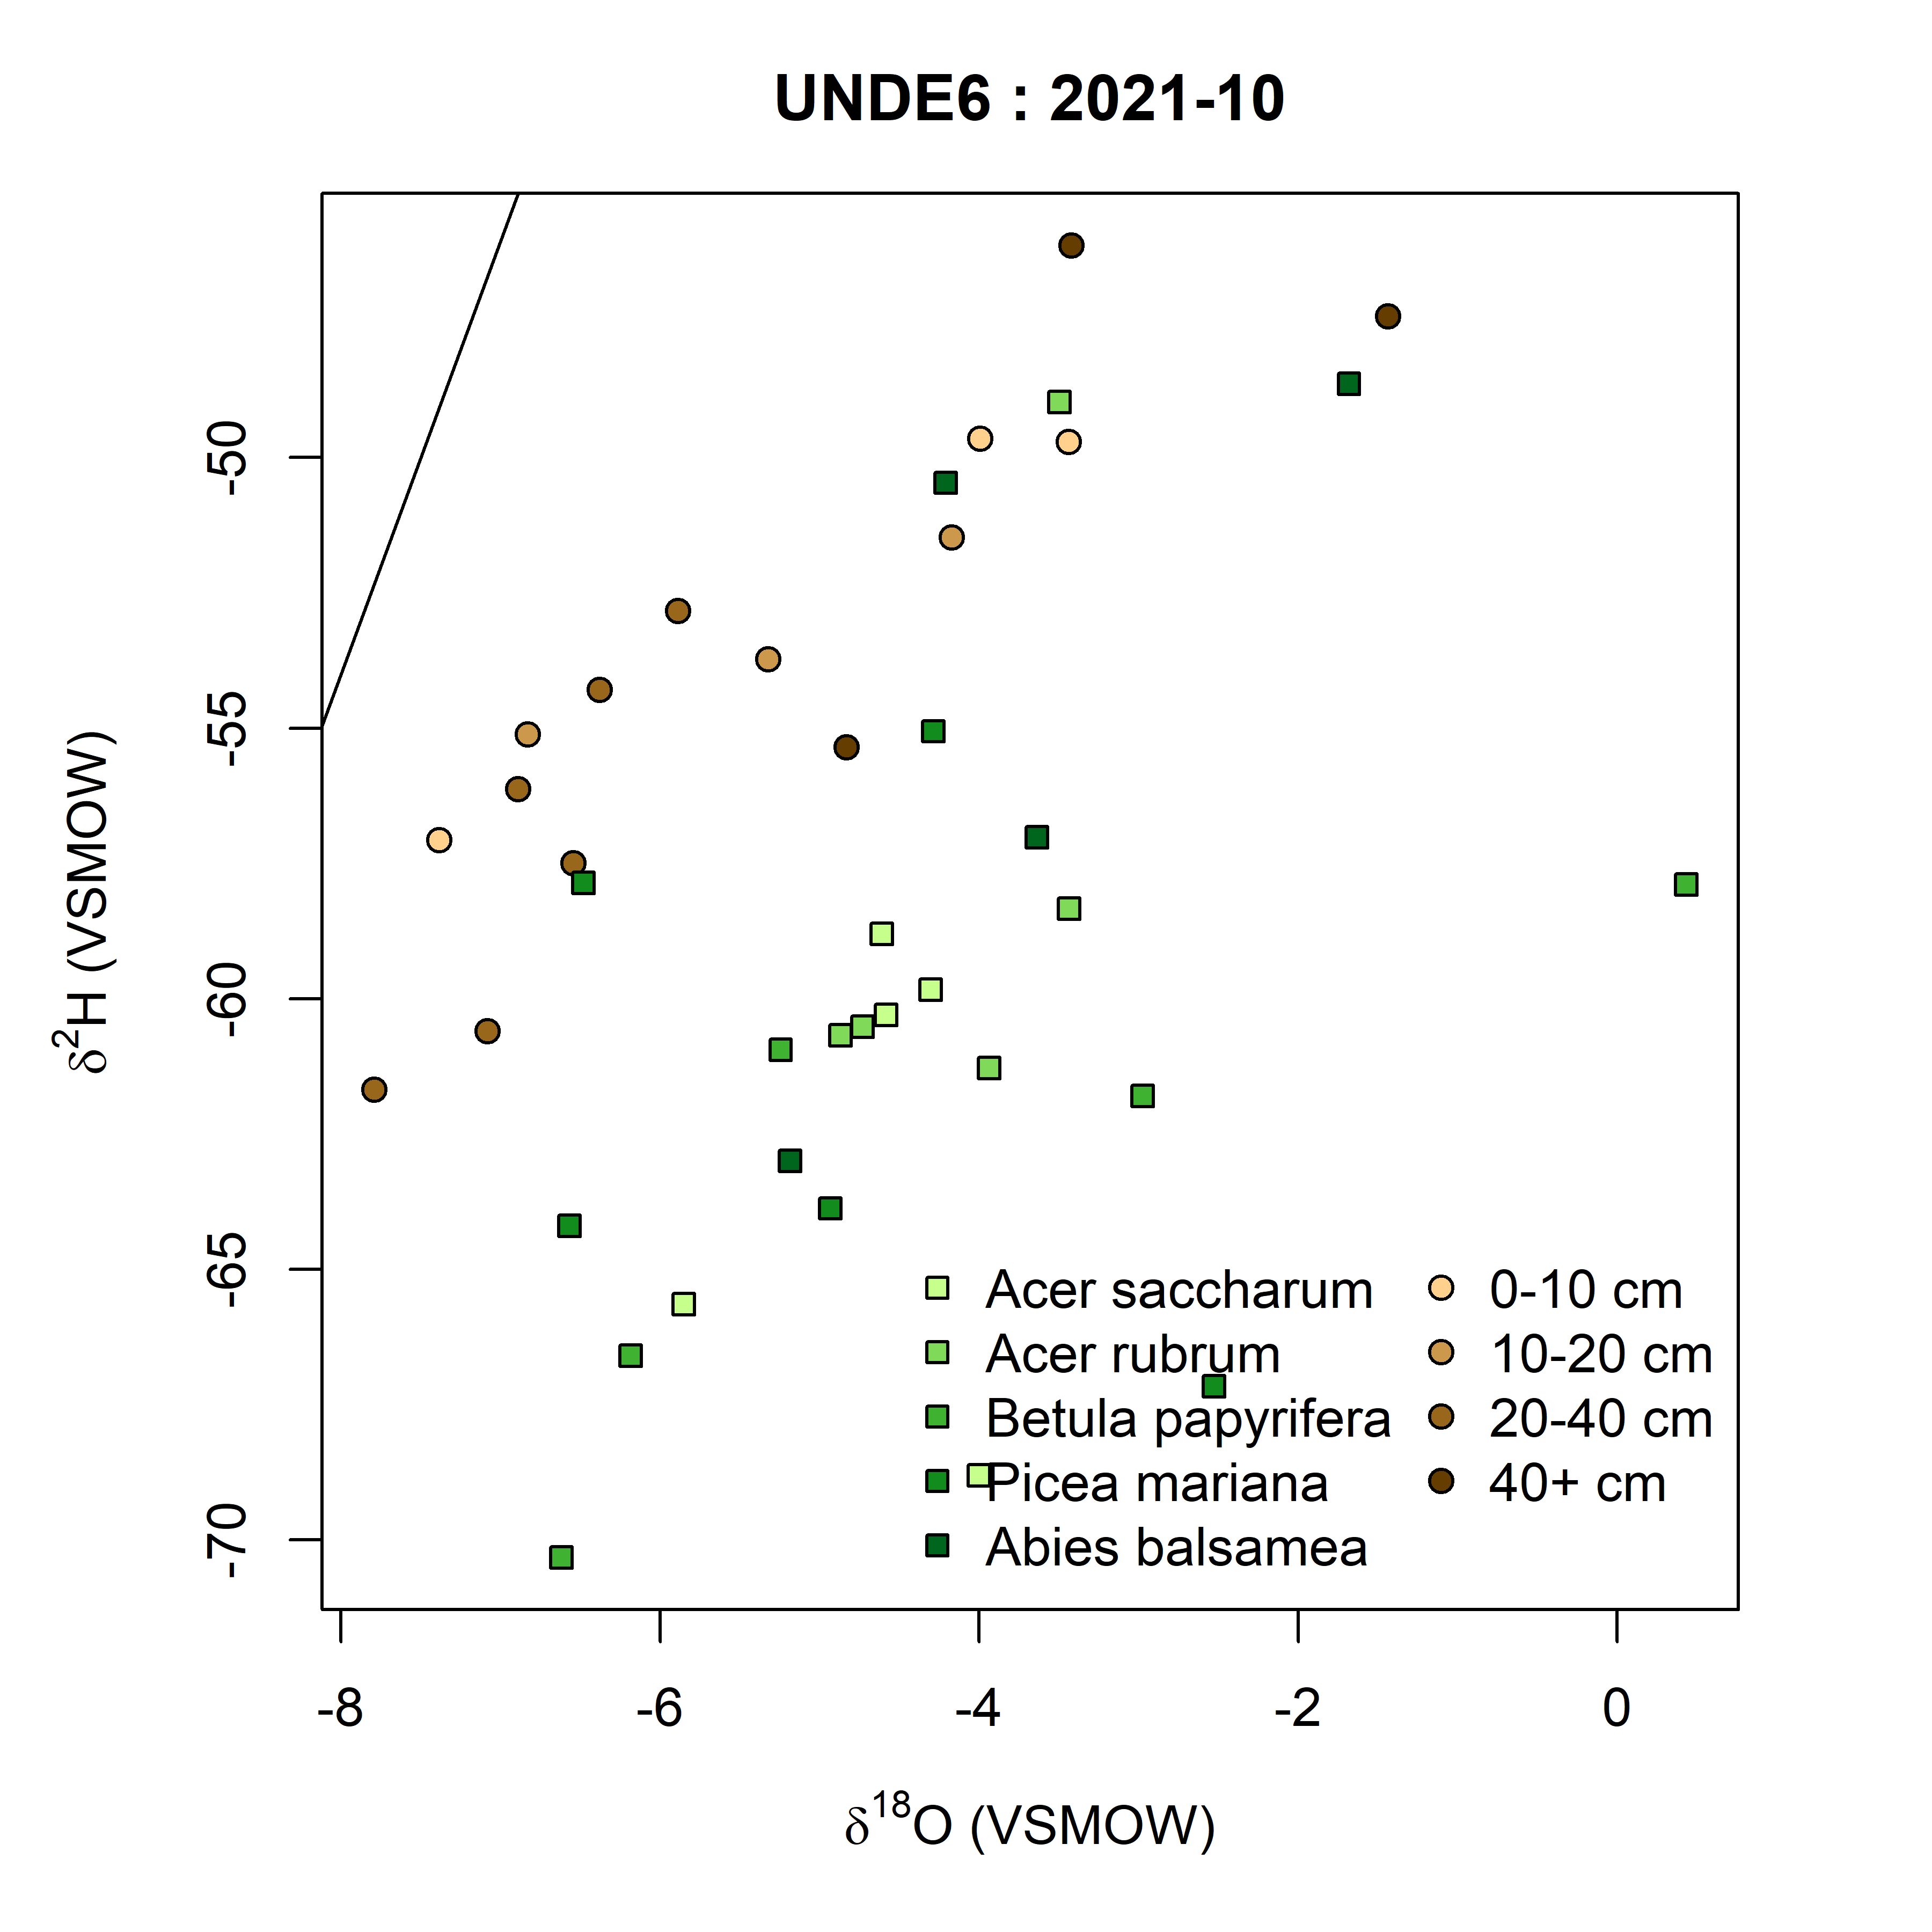 UNDE6 : 2021-10
δ²H (VSMOW)
-50
-55
-60
-65
-70
Acer saccharum
Acer rubrum
Betula papyrifera
Picea mariana
Abies balsamea
0-10 cm
10-20 cm
20-40 cm
40+ cm
-8 -6 -4 -2 0
δ¹⁸O (VSMOW)